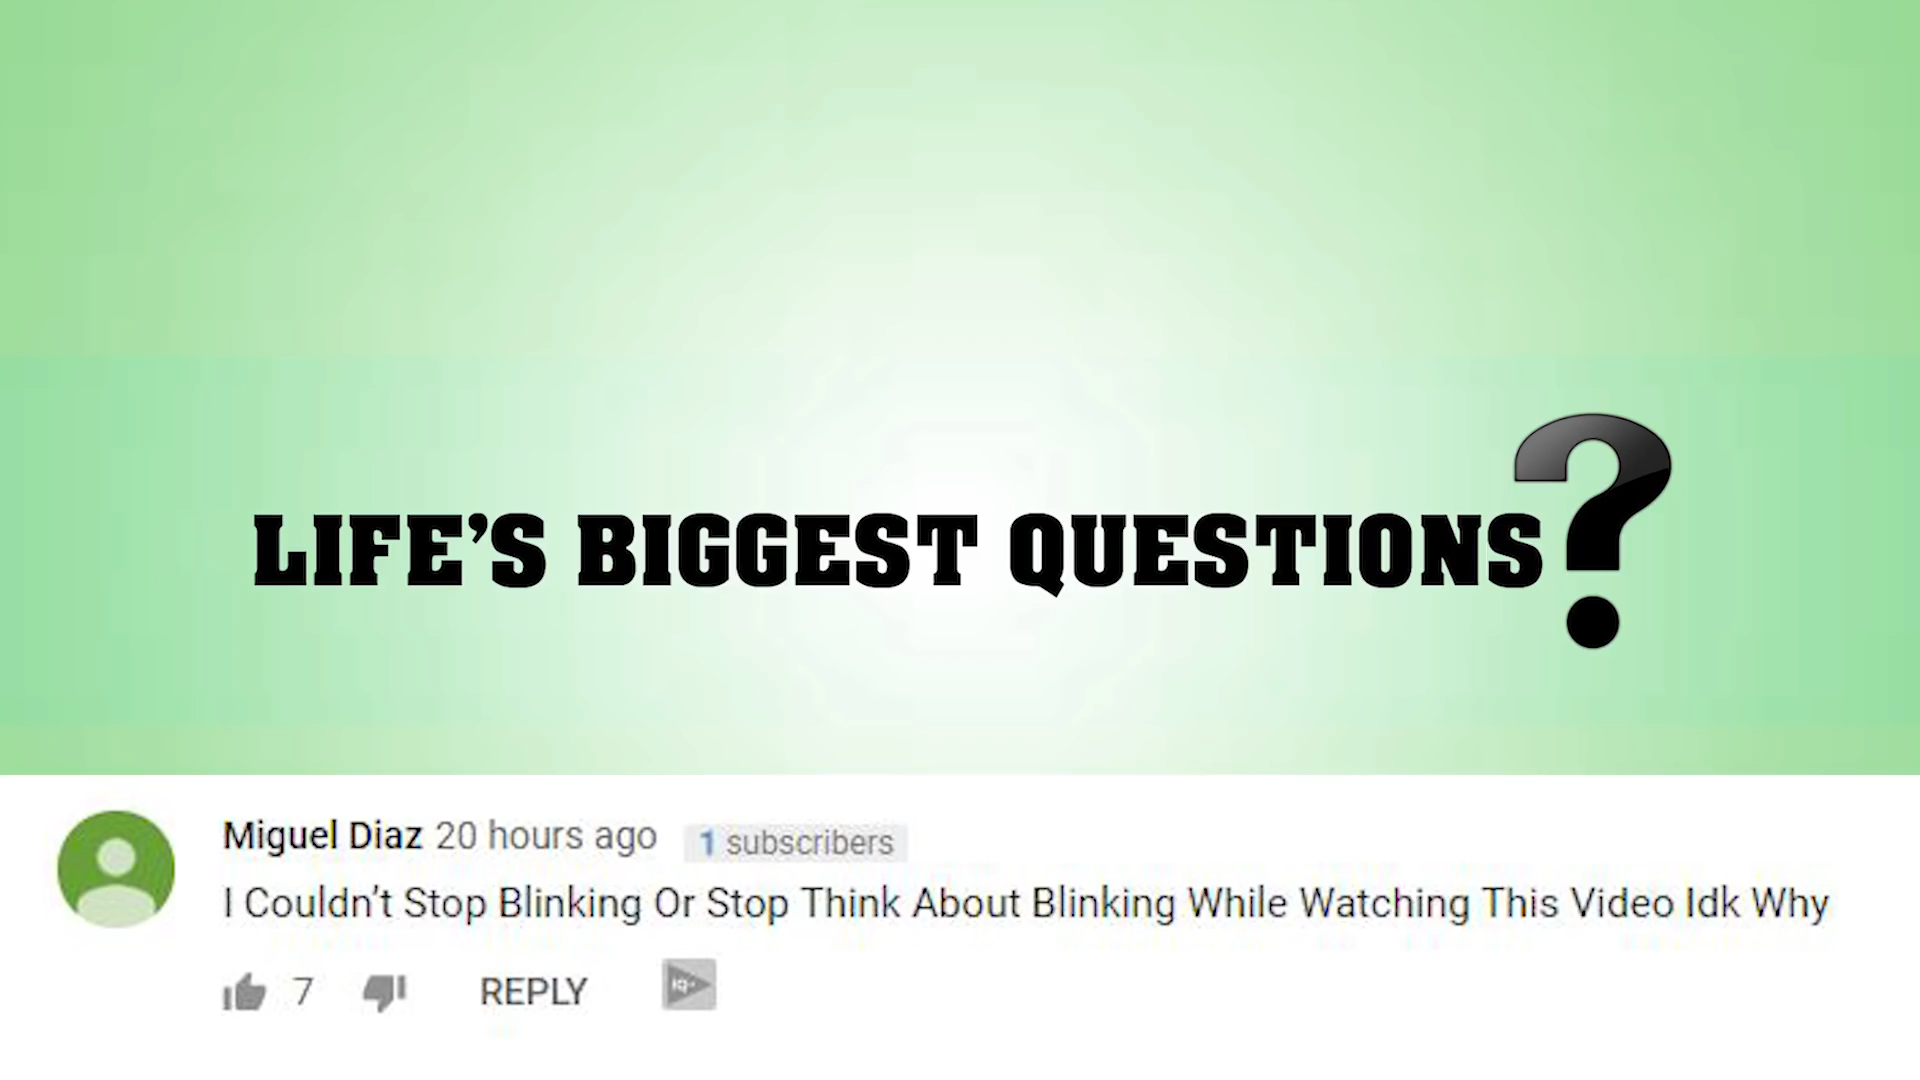 LIFE'S BIGGEST QUESTIONS?
Miguel Diaz 20 hours ago 1 subscribers
I Couldn't Stop Blinking Or Stop Think About Blinking While Watching This Video Idk Why
7 REPLY iq